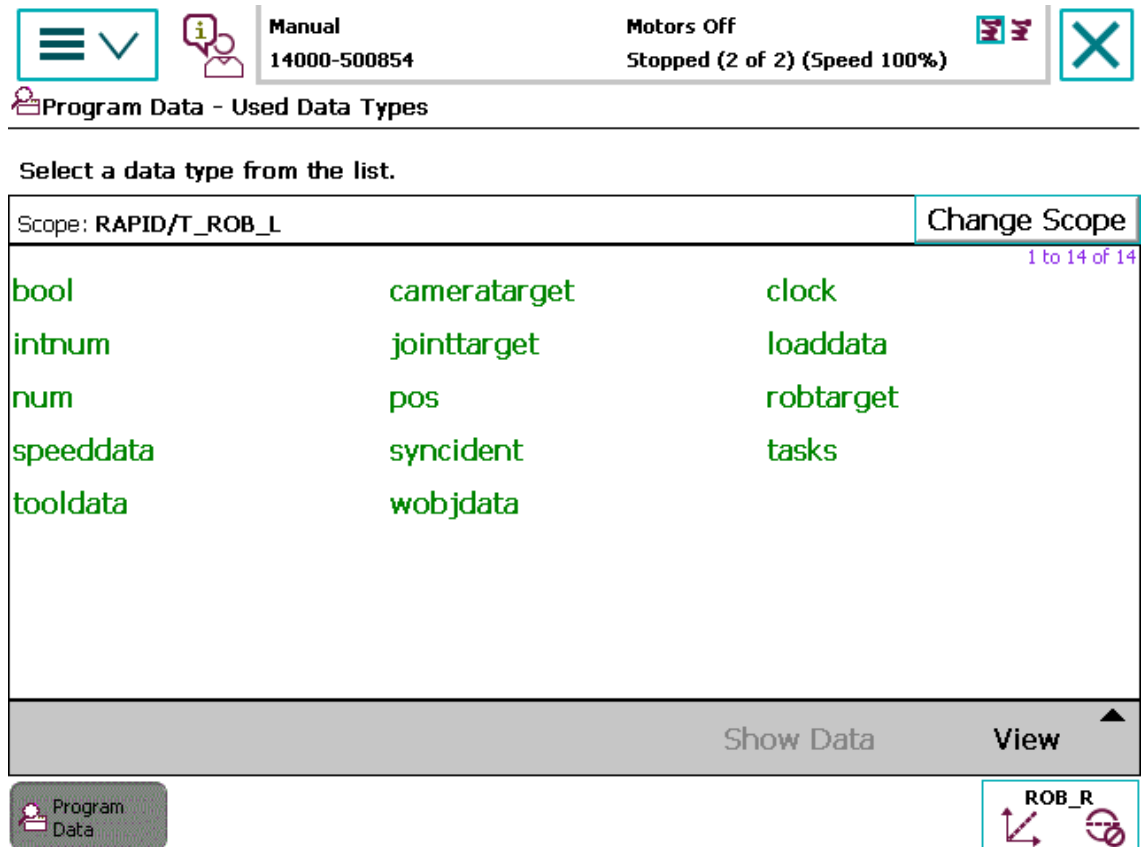 Manual Motors Off
14000-500854 Stopped (2 of 2) (Speed 100%)
Program Data - Used Data Types
Select a data type from the list.
Scope: RAPID/T_ROB_L Change Scope
1 to 14 of 14
bool cameratarget clock
intnum jointtarget loaddata
num pos robtarget
speeddata syncident tasks
tooldata wobjdata
Show Data View
Program
Data
ROB_R